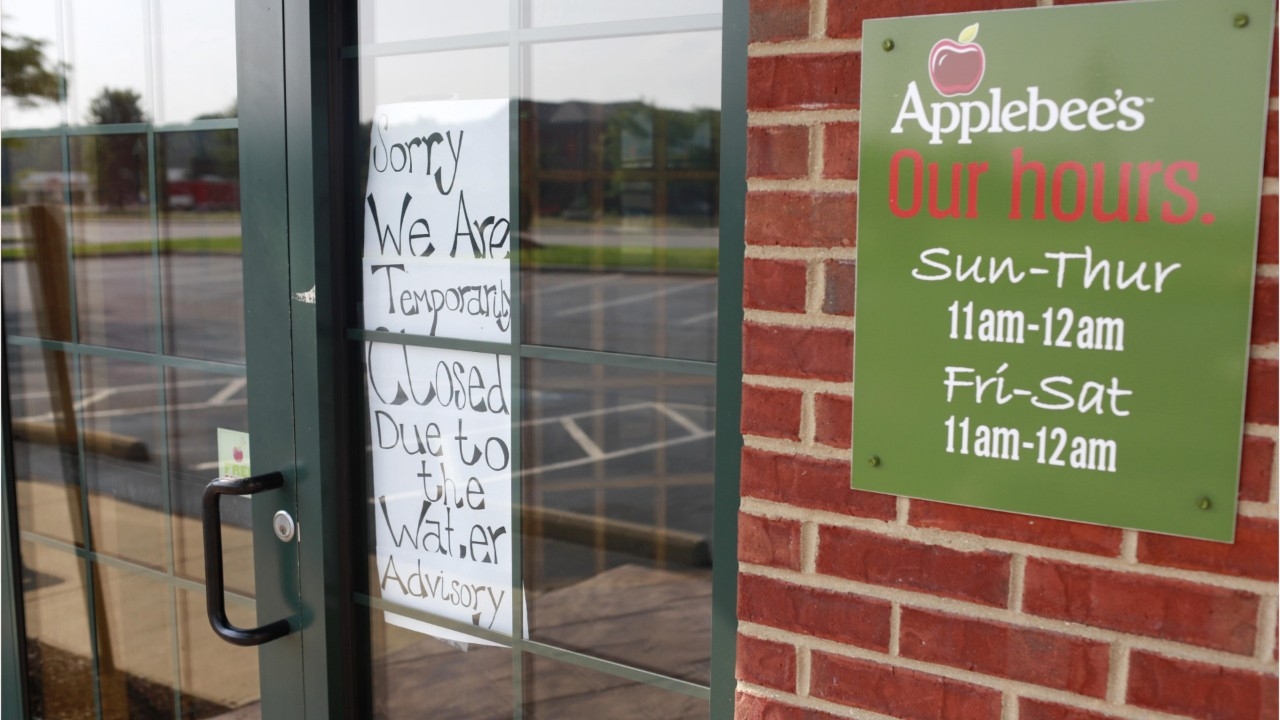 Sorry
We Are
Temporarily
Closed
Due to
the
Water
Advisory
Applebee's™
Our hours.
Sun-Thur
11am-12am
Fri-Sat
11am-12am